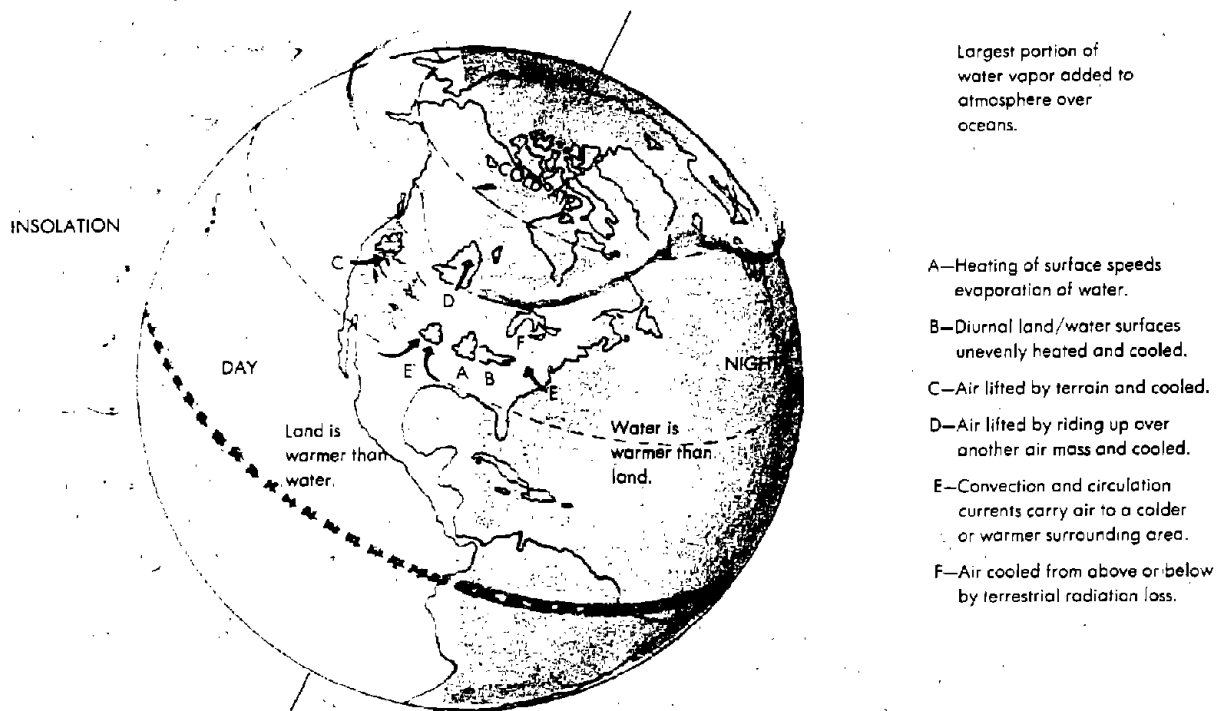 Largest portion of
water vapor added to
atmosphere over
oceans.
INSOLATION
COLD
C
D
F
E
A
B
E
DAY
NIGHT
Land is
warmer than
water.
Water is
warmer than
land.
A—Heating of surface speeds
evaporation of water.
B—Diurnal land/water surfaces
unevenly heated and cooled.
C—Air lifted by terrain and cooled.
D—Air lifted by riding up over
another air mass and cooled.
E—Convection and circulation
currents carry air to a colder
or warmer surrounding area.
F—Air cooled from above or below
by terrestrial radiation loss.